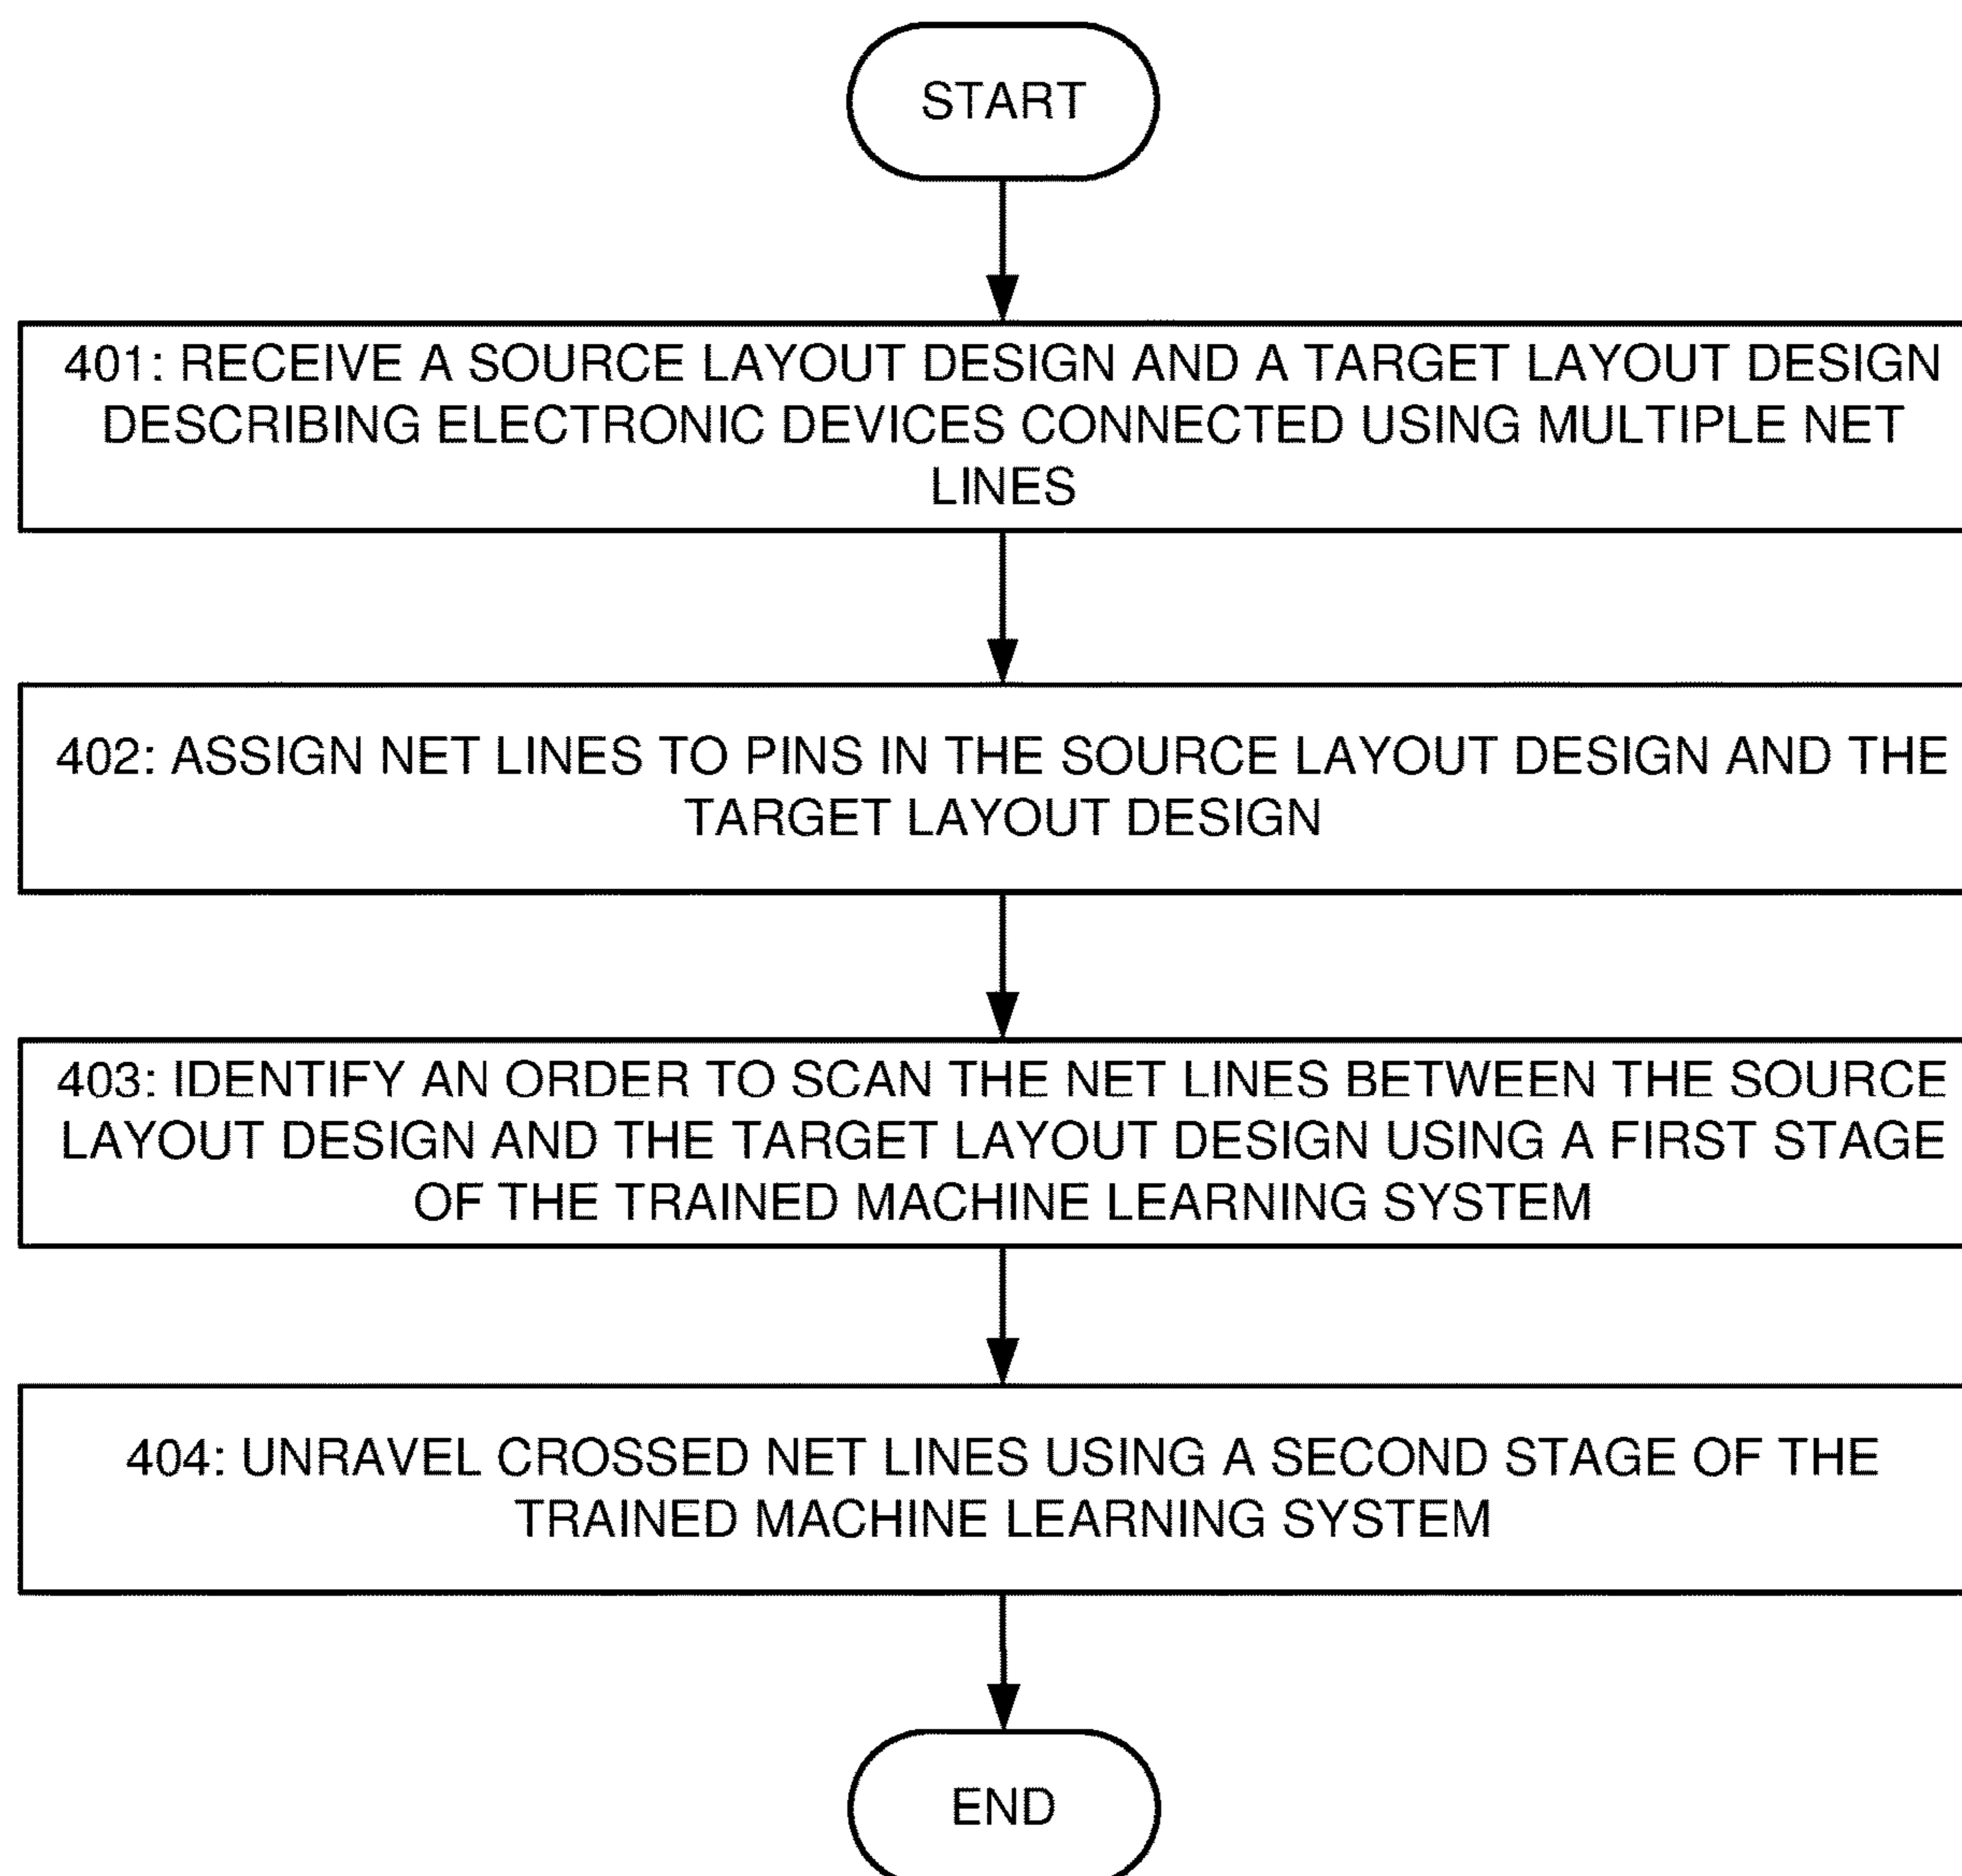 START
401: RECEIVE A SOURCE LAYOUT DESIGN AND A TARGET LAYOUT DESIGN
DESCRIBING ELECTRONIC DEVICES CONNECTED USING MULTIPLE NET
LINES
402: ASSIGN NET LINES TO PINS IN THE SOURCE LAYOUT DESIGN AND THE
TARGET LAYOUT DESIGN
403: IDENTIFY AN ORDER TO SCAN THE NET LINES BETWEEN THE SOURCE
LAYOUT DESIGN AND THE TARGET LAYOUT DESIGN USING A FIRST STAGE
OF THE TRAINED MACHINE LEARNING SYSTEM
404: UNRAVEL CROSSED NET LINES USING A SECOND STAGE OF THE
TRAINED MACHINE LEARNING SYSTEM
END